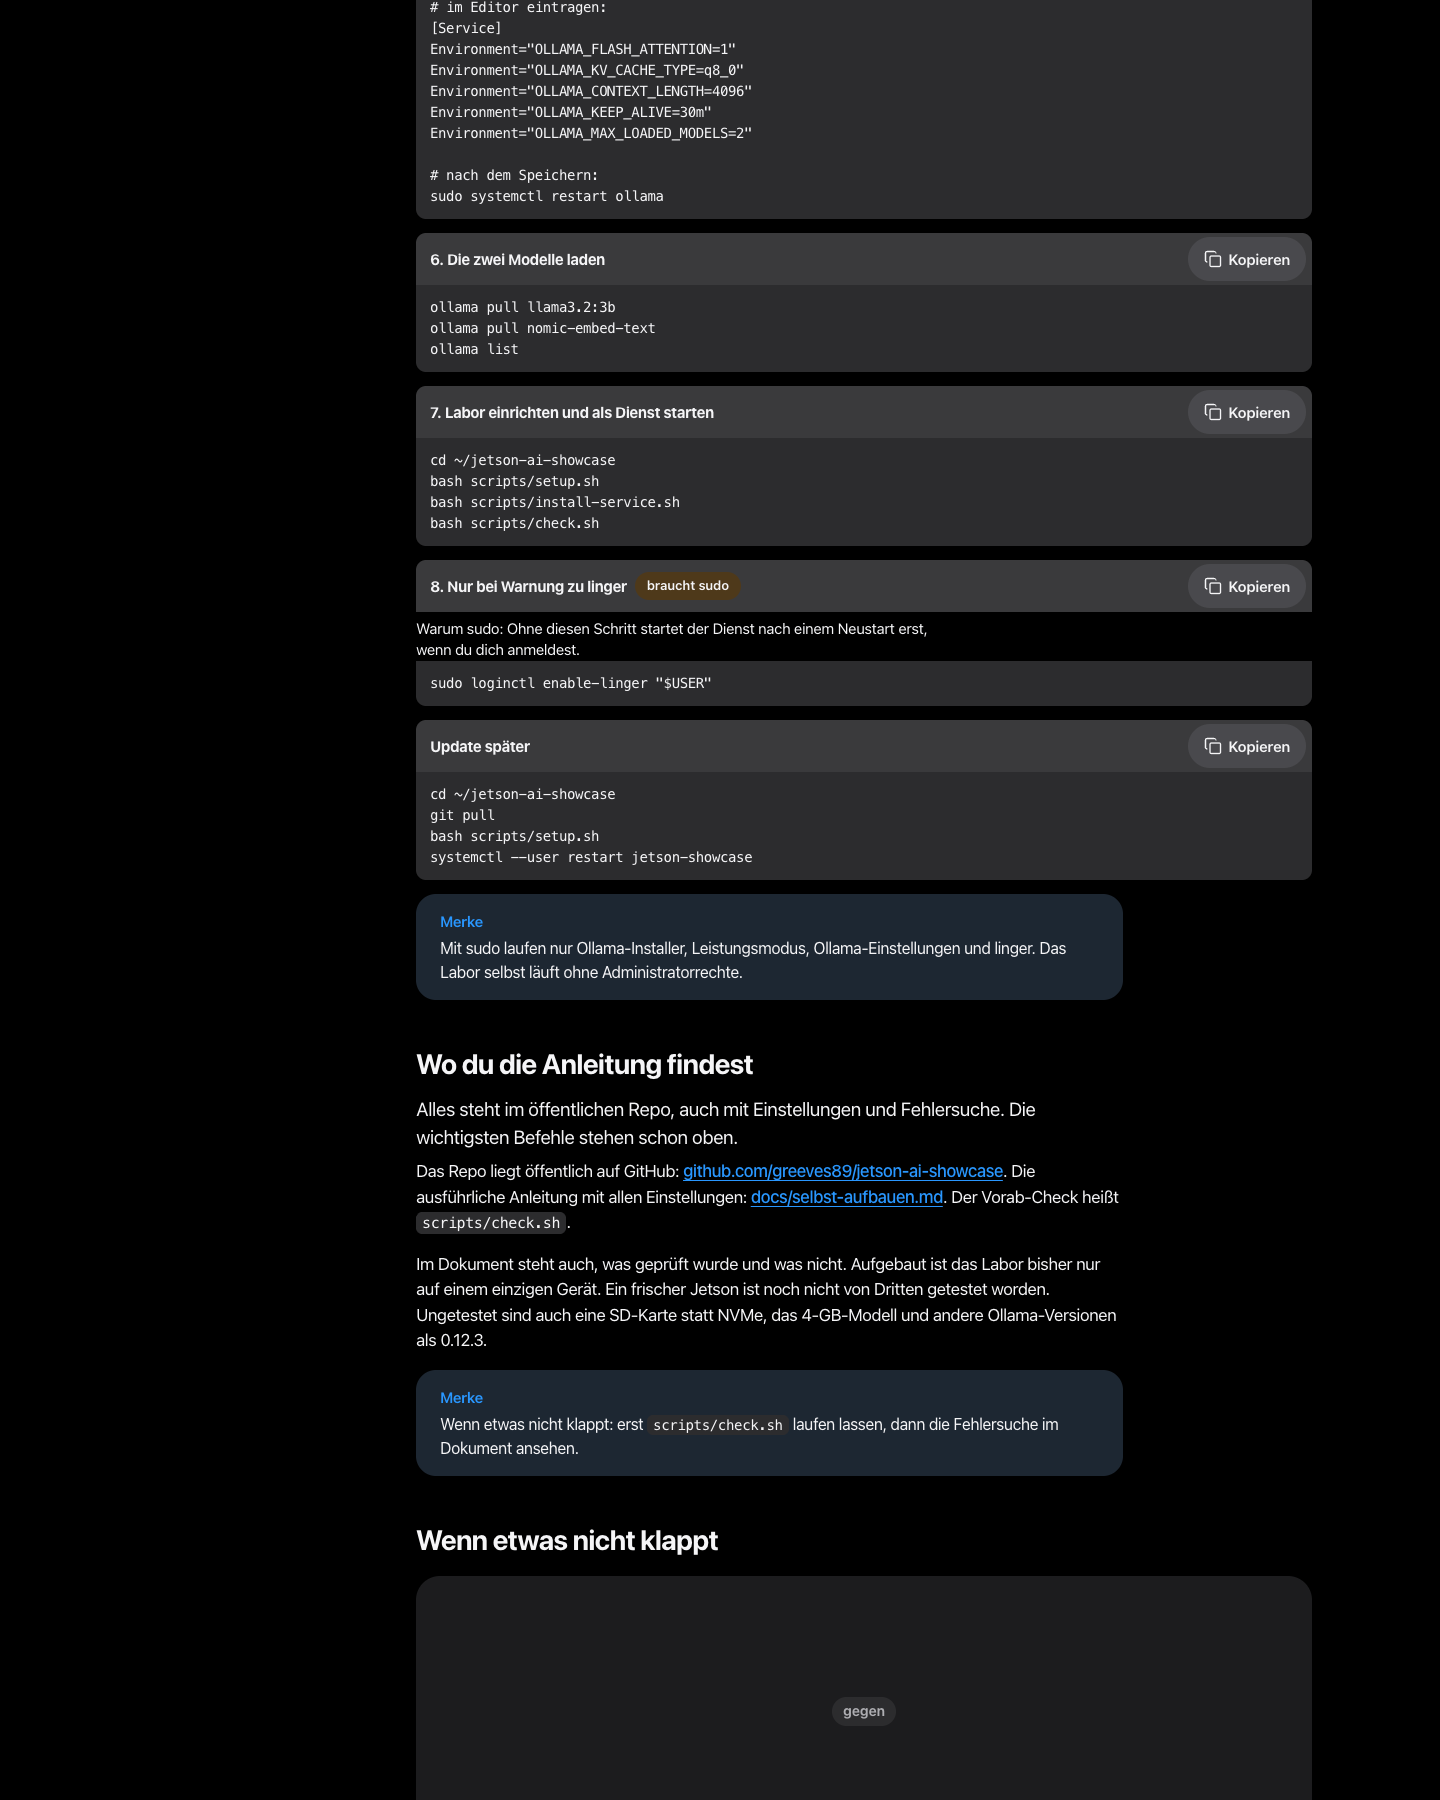 # im Editor eintragen:
[Service]
Environment="OLLAMA_FLASH_ATTENTION=1"
Environment="OLLAMA_KV_CACHE_TYPE=q8_0"
Environment="OLLAMA_CONTEXT_LENGTH=4096"
Environment="OLLAMA_KEEP_ALIVE=30m"
Environment="OLLAMA_MAX_LOADED_MODELS=2"
# nach dem Speichern:
sudo systemctl restart ollama
6. Die zwei Modelle laden
Kopieren
ollama pull llama3.2:3b
ollama pull nomic-embed-text
ollama list
7. Labor einrichten und als Dienst starten
Kopieren
cd ~/jetson-ai-showcase
bash scripts/setup.sh
bash scripts/install-service.sh
bash scripts/check.sh
8. Nur bei Warnung zu linger braucht sudo
Kopieren
Warum sudo: Ohne diesen Schritt startet der Dienst nach einem Neustart erst,
wenn du dich anmeldest.
sudo loginctl enable-linger "$USER"
Update später
Kopieren
cd ~/jetson-ai-showcase
git pull
bash scripts/setup.sh
systemctl --user restart jetson-showcase
Merke
Mit sudo laufen nur Ollama-Installer, Leistungsmodus, Ollama-Einstellungen und linger. Das
Labor selbst läuft ohne Administratorrechte.
Wo du die Anleitung findest
Alles steht im öffentlichen Repo, auch mit Einstellungen und Fehlersuche. Die
wichtigsten Befehle stehen schon oben.
Das Repo liegt öffentlich auf GitHub: github.com/greeves89/jetson-ai-showcase. Die
ausführliche Anleitung mit allen Einstellungen: docs/selbst-aufbauen.md. Der Vorab-Check heißt
scripts/check.sh.
Im Dokument steht auch, was geprüft wurde und was nicht. Aufgebaut ist das Labor bisher nur
auf einem einzigen Gerät. Ein frischer Jetson ist noch nicht von Dritten getestet worden.
Ungetestet sind auch eine SD-Karte statt NVMe, das 4-GB-Modell und andere Ollama-Versionen
als 0.12.3.
Merke
Wenn etwas nicht klappt: erst scripts/check.sh laufen lassen, dann die Fehlersuche im
Dokument ansehen.
Wenn etwas nicht klappt
gegen